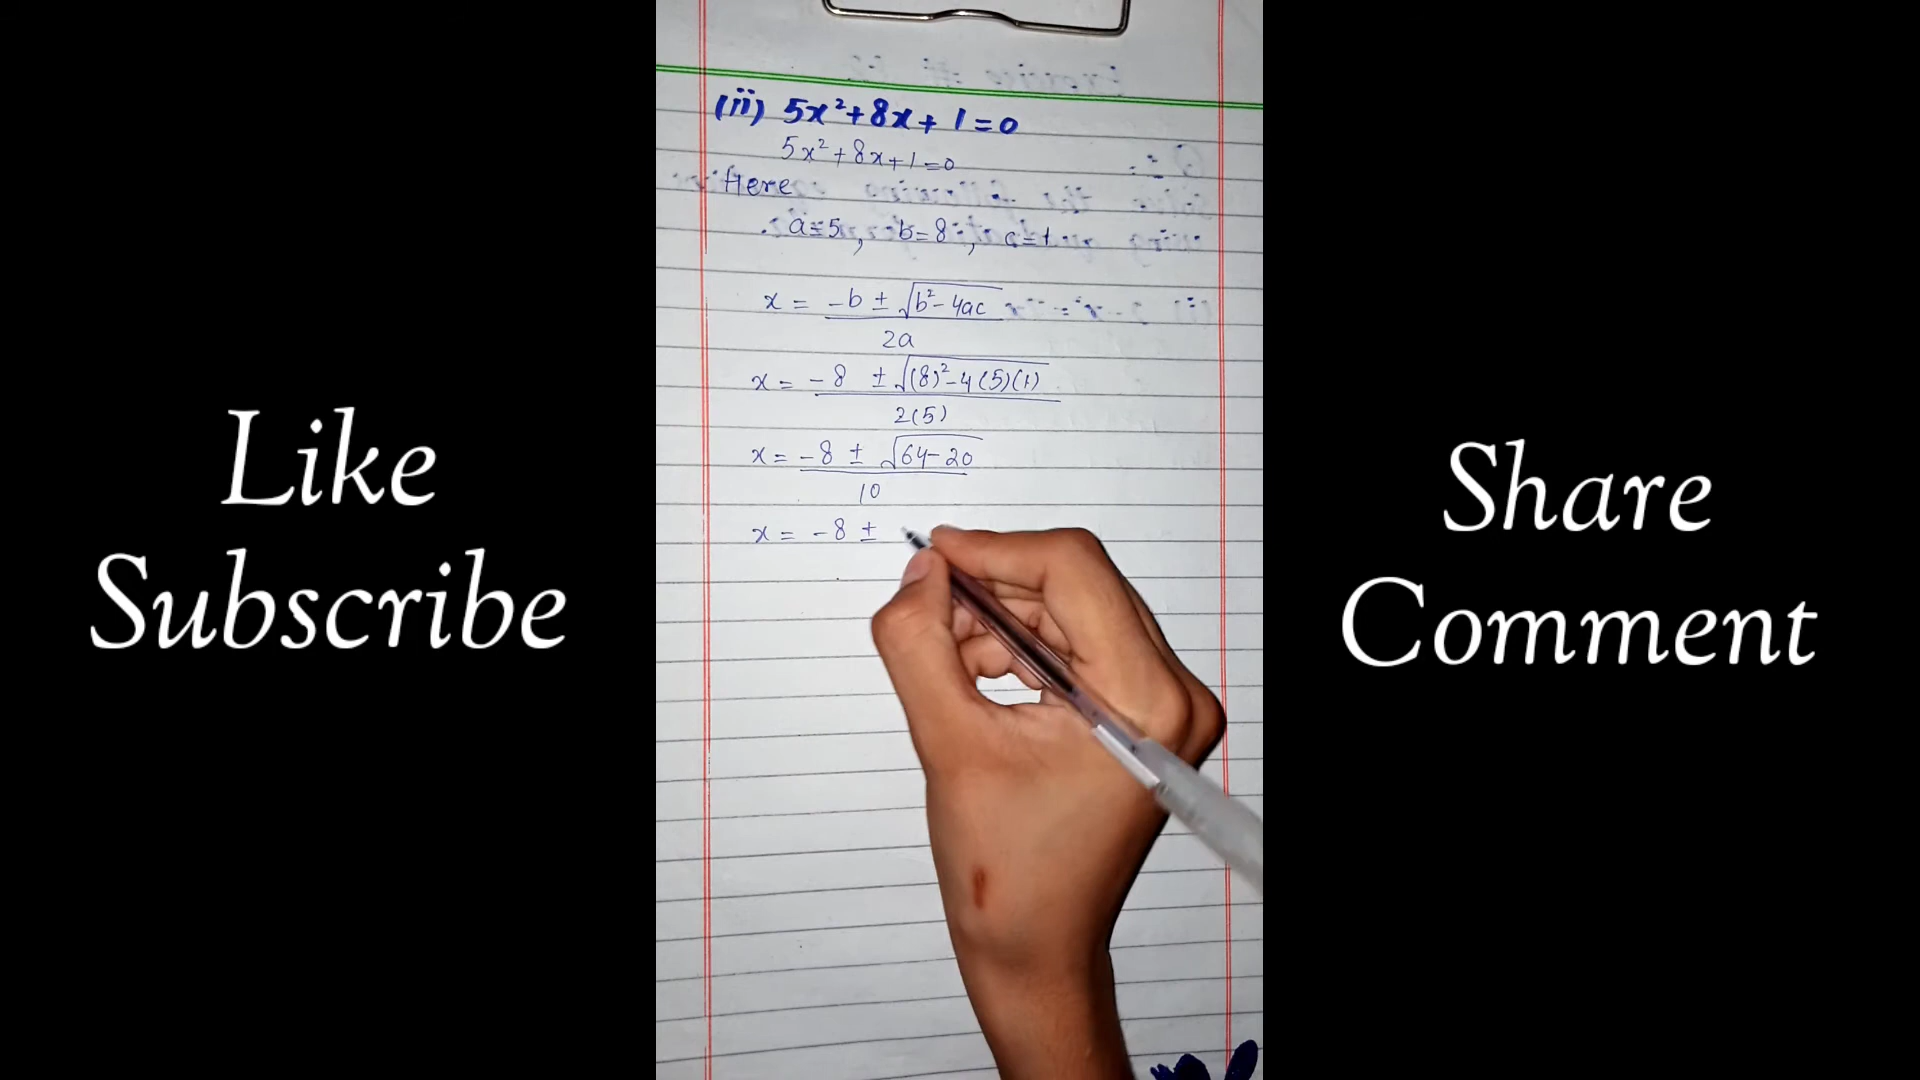 Like
Subscribe
(ii) 5x²+8x+1=0
5x²+8x+1=0
Here
a=5, b=8, c=1
x = -b ± √b²-4ac
2a
x = -8 ± √(8)²-4(5)(1)
2(5)
x = -8 ± √64-20
10
x = -8 ±
Share
Comment